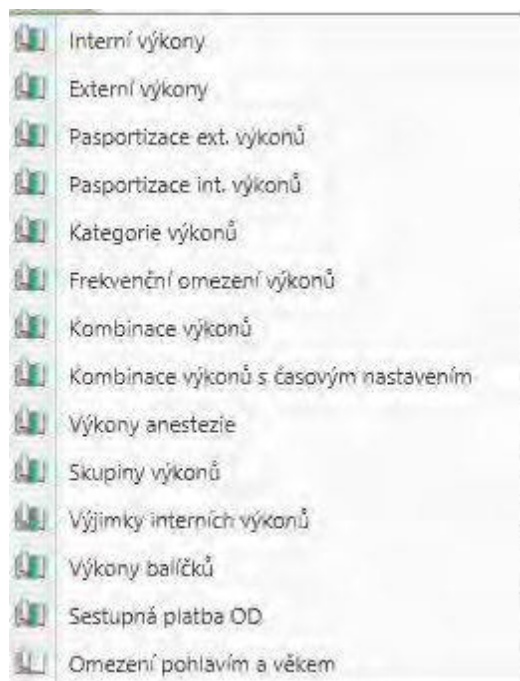 Interní výkony
Externí výkony
Pasportizace ext. výkonů
Pasportizace int. výkonů
Kategorie výkonů
Frekvenční omezení výkonů
Kombinace výkonů
Kombinace výkonů s časovým nastavením
Výkony anestezie
Skupiny výkonů
Výjimky interních výkonů
Výkony balíčků
Sestupná platba OD
Omezení pohlavím a věkem